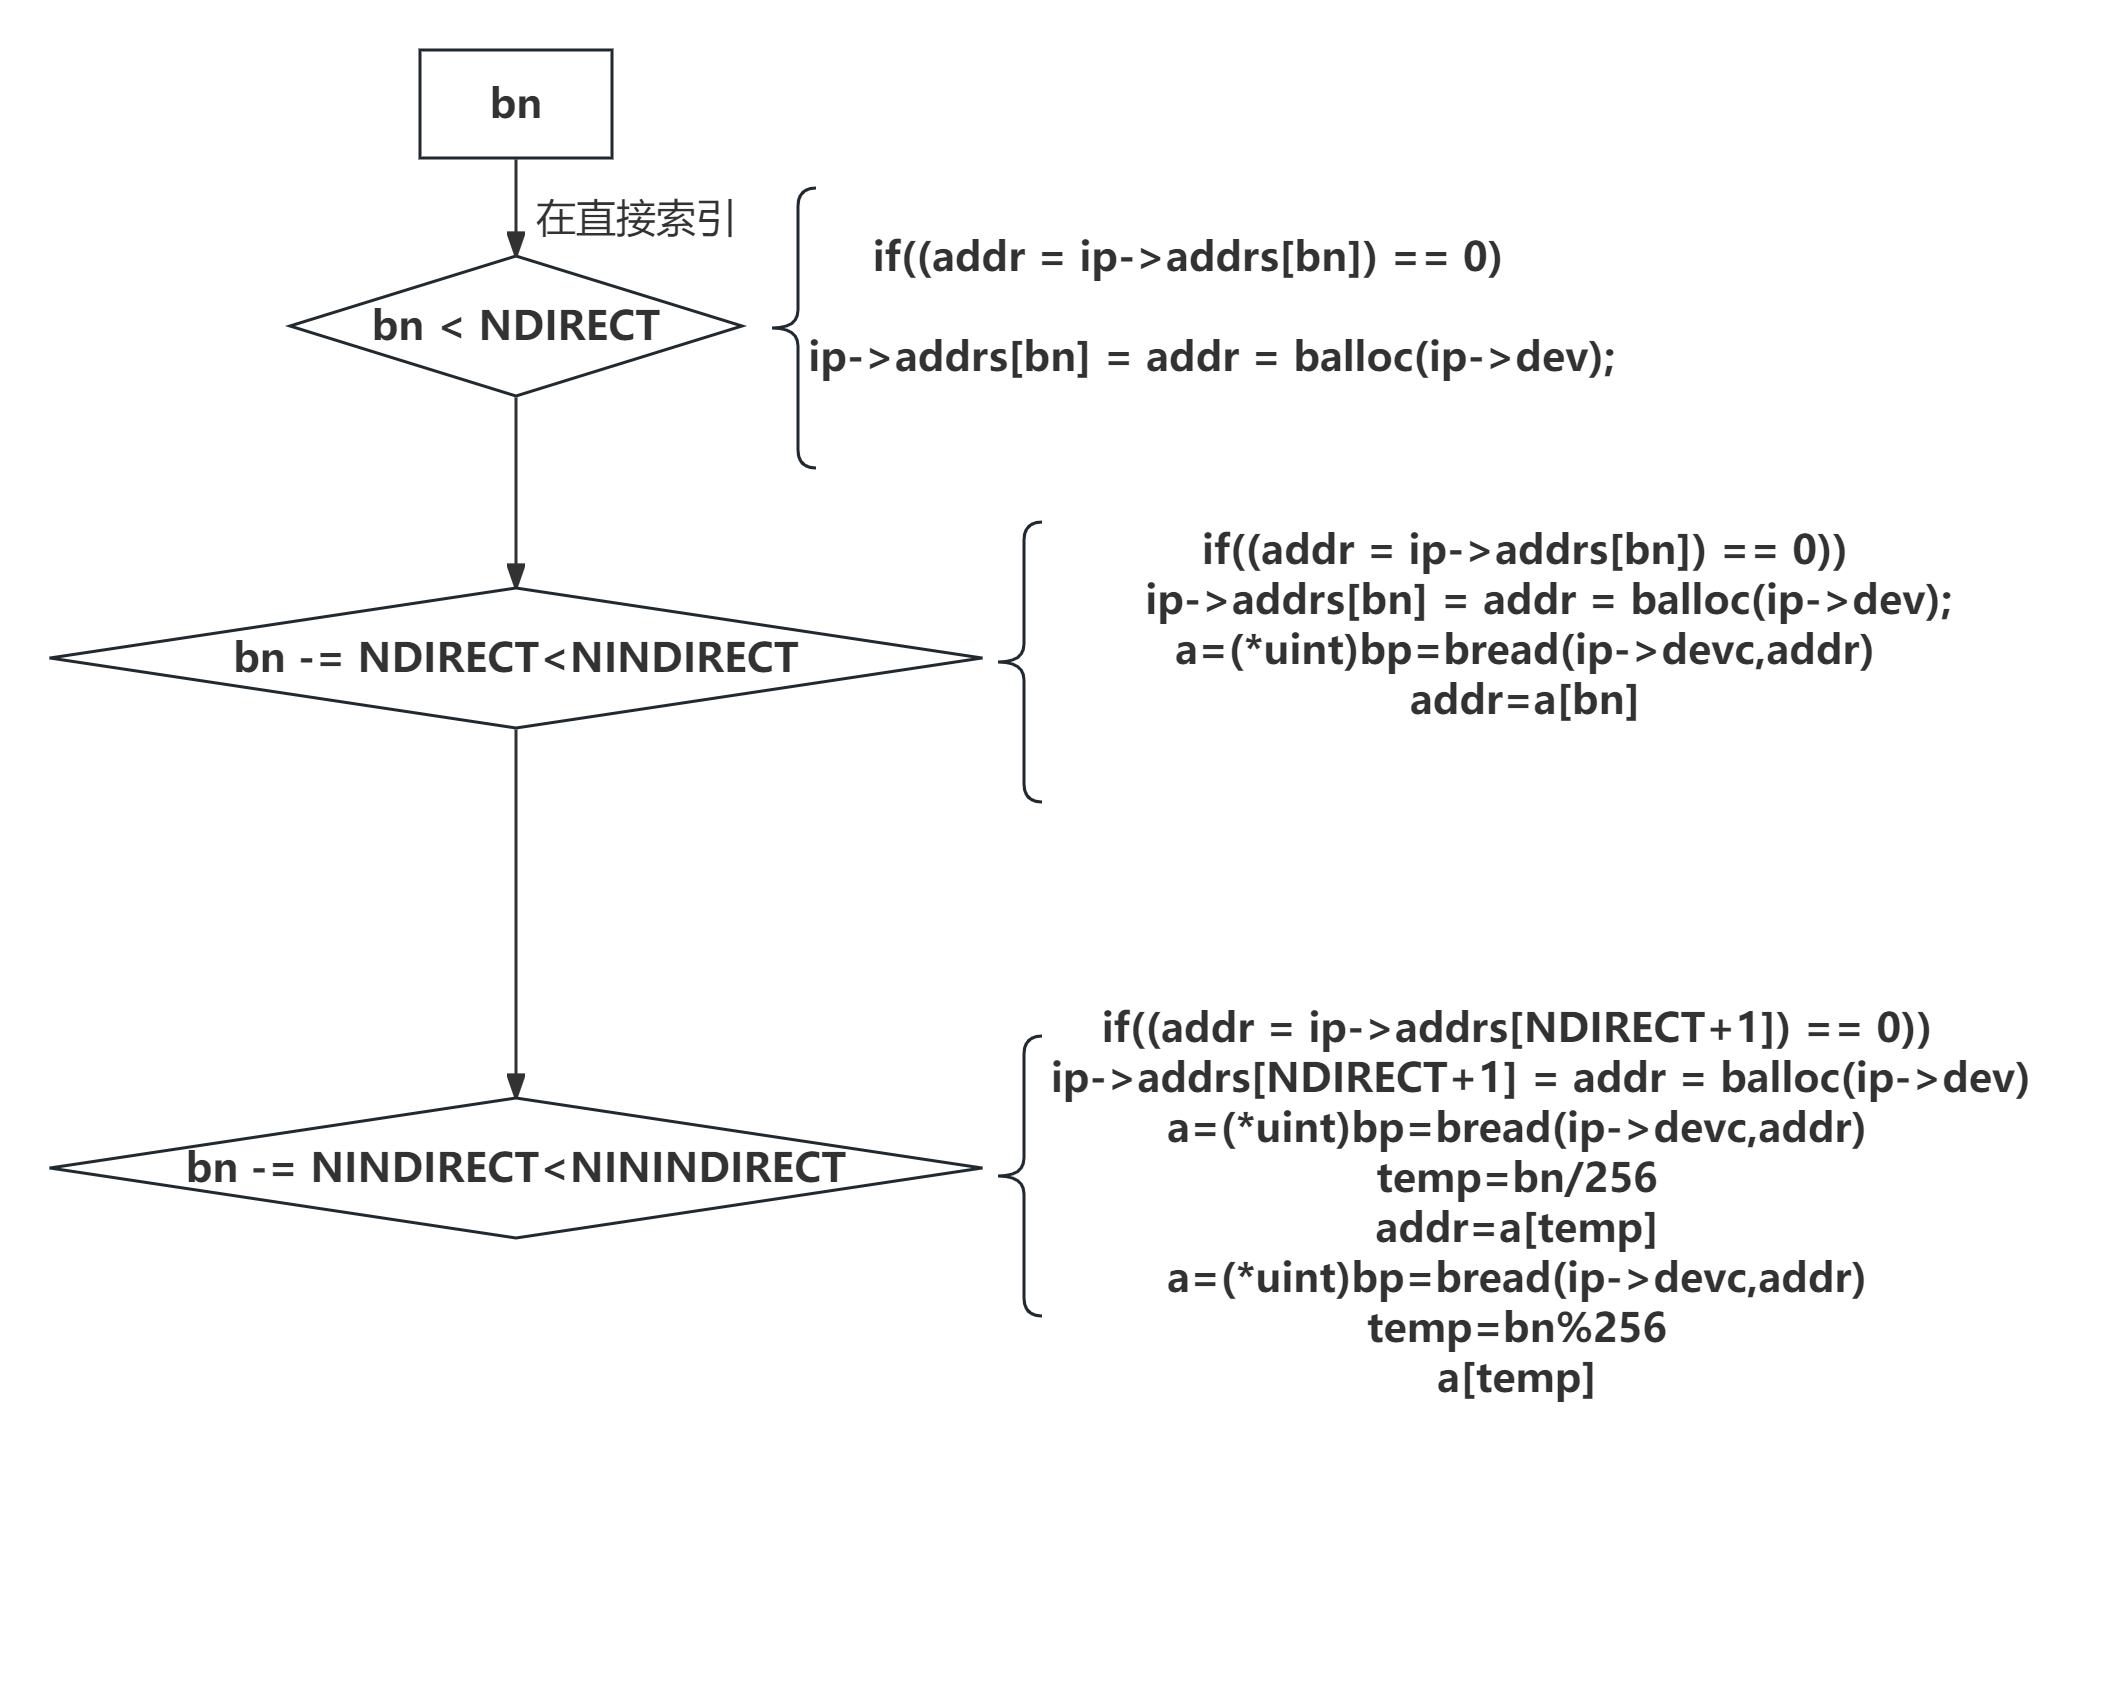 bn
在直接索引
bn < NDIRECT
if((addr = ip->addrs[bn]) == 0)
ip->addrs[bn] = addr = balloc(ip->dev);
bn -= NDIRECT<NINDIRECT
if((addr = ip->addrs[bn]) == 0))
ip->addrs[bn] = addr = balloc(ip->dev);
a=(*uint)bp=bread(ip->devc,addr)
addr=a[bn]
bn -= NINDIRECT<NININDIRECT
if((addr = ip->addrs[NDIRECT+1]) == 0))
ip->addrs[NDIRECT+1] = addr = balloc(ip->dev)
a=(*uint)bp=bread(ip->devc,addr)
temp=bn/256
addr=a[temp]
a=(*uint)bp=bread(ip->devc,addr)
temp=bn%256
a[temp]